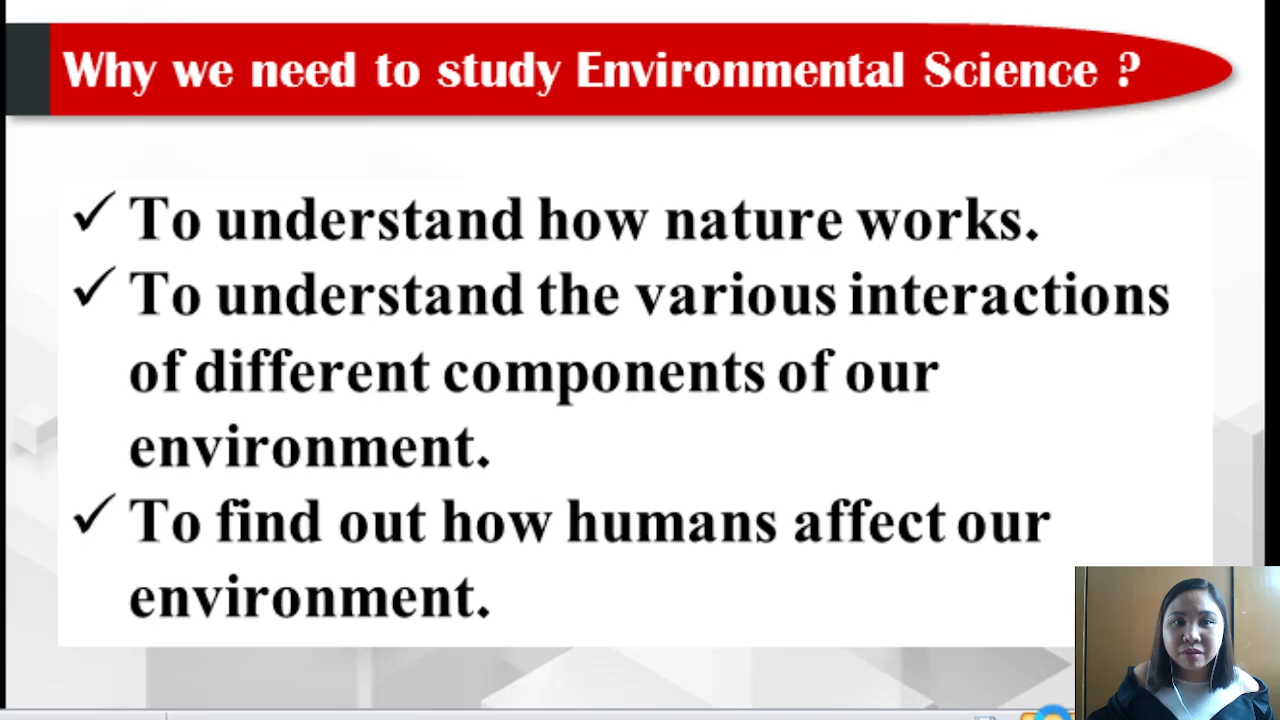 Why we need to study Environmental Science ?
✓ To understand how nature works.
✓ To understand the various interactions
of different components of our
environment.
✓ To find out how humans affect our
environment.